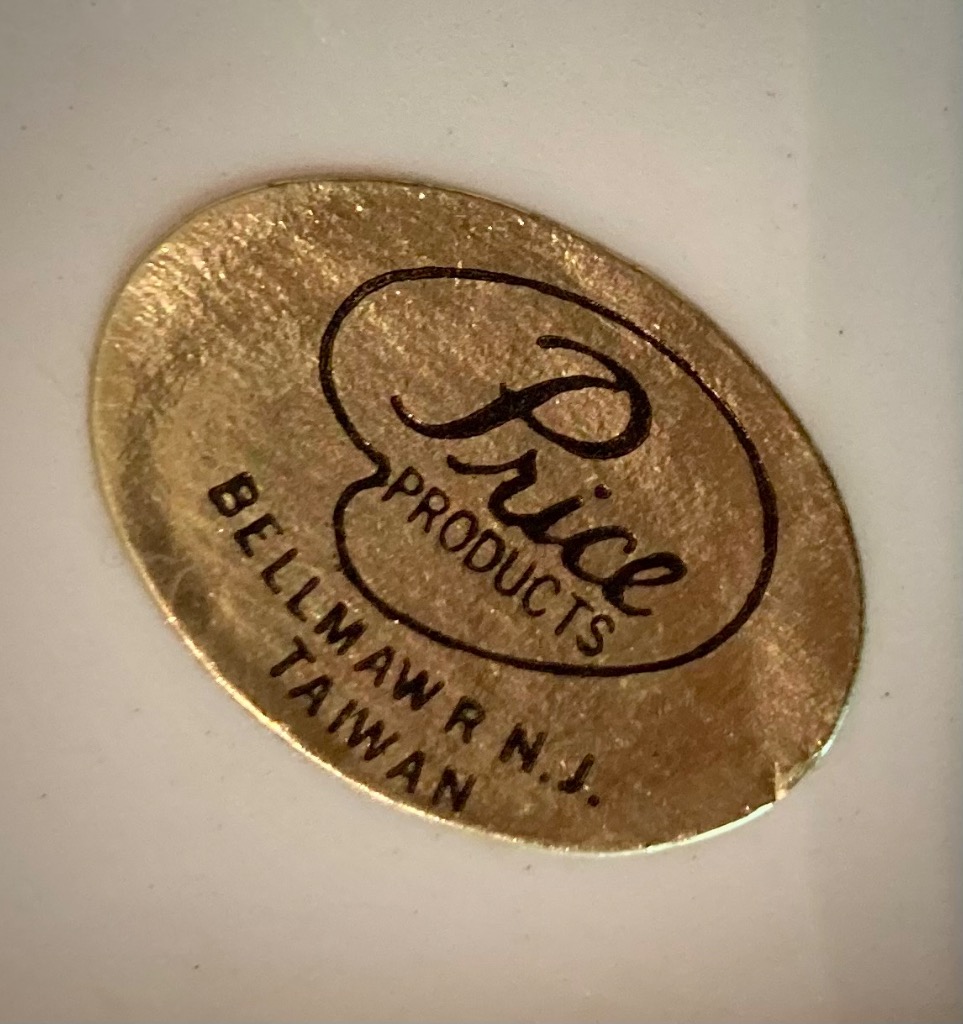 Price
PRODUCTS
BELLMAWR N.J.
TAIWAN